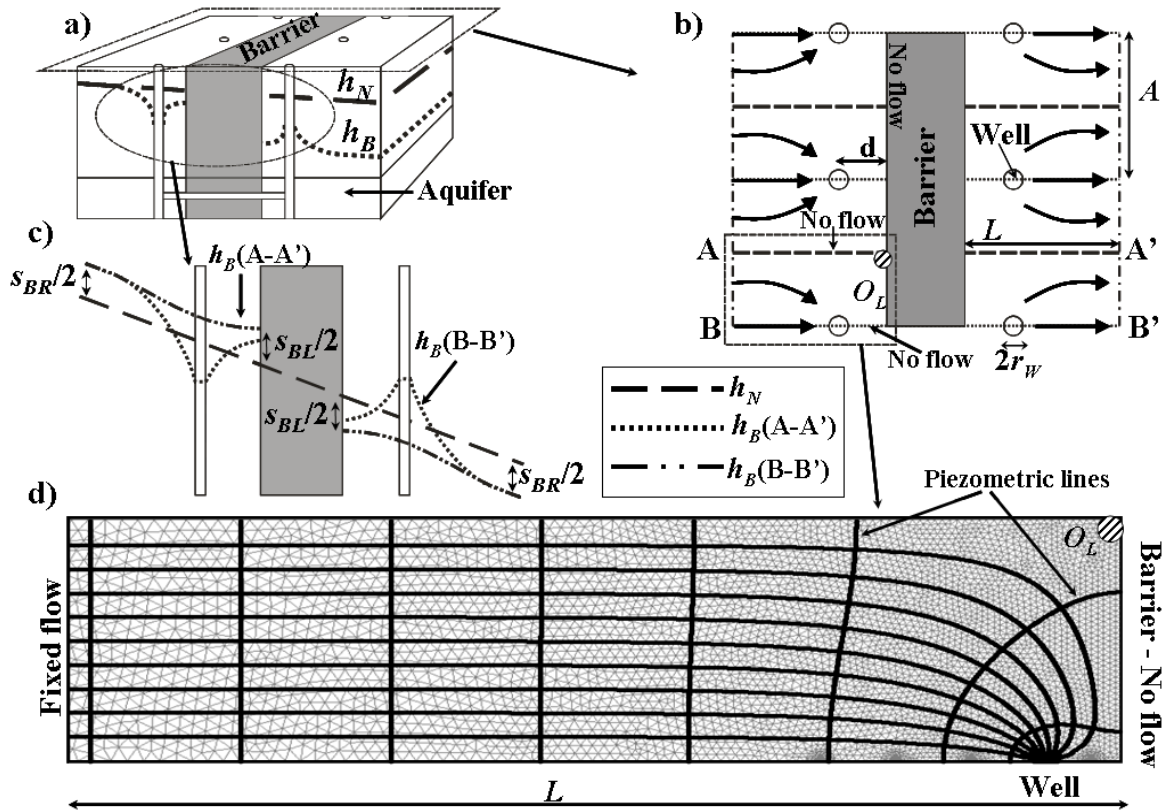 a)
Barrier
h_N
h_B
Aquifer
b)
No flow
Barrier
A
Well
d
No flow
L
A
A'
O_L
B
B'
No flow
2r_W
c)
h_B(A-A')
s_BR/2
s_BL/2
h_B(B-B')
s_BL/2
s_BR/2
h_N
h_B(A-A')
h_B(B-B')
d)
Piezometric lines
Fixed flow
O_L
Barrier - No flow
Well
L